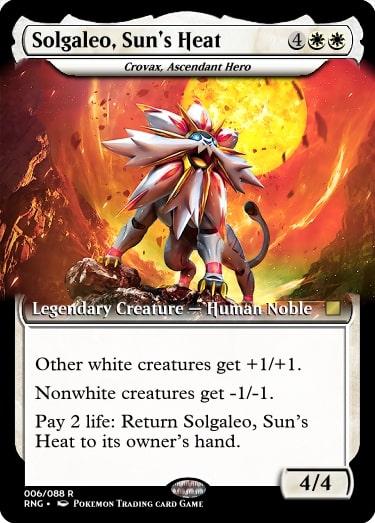 Solgaleo, Sun's Heat 4
Crovax, Ascendant Hero
Legendary Creature — Human Noble
Other white creatures get +1/+1.
Nonwhite creatures get -1/-1.
Pay 2 life: Return Solgaleo, Sun's
Heat to its owner's hand.
4/4
006/088 R
RNG • Pokemon Trading card Game